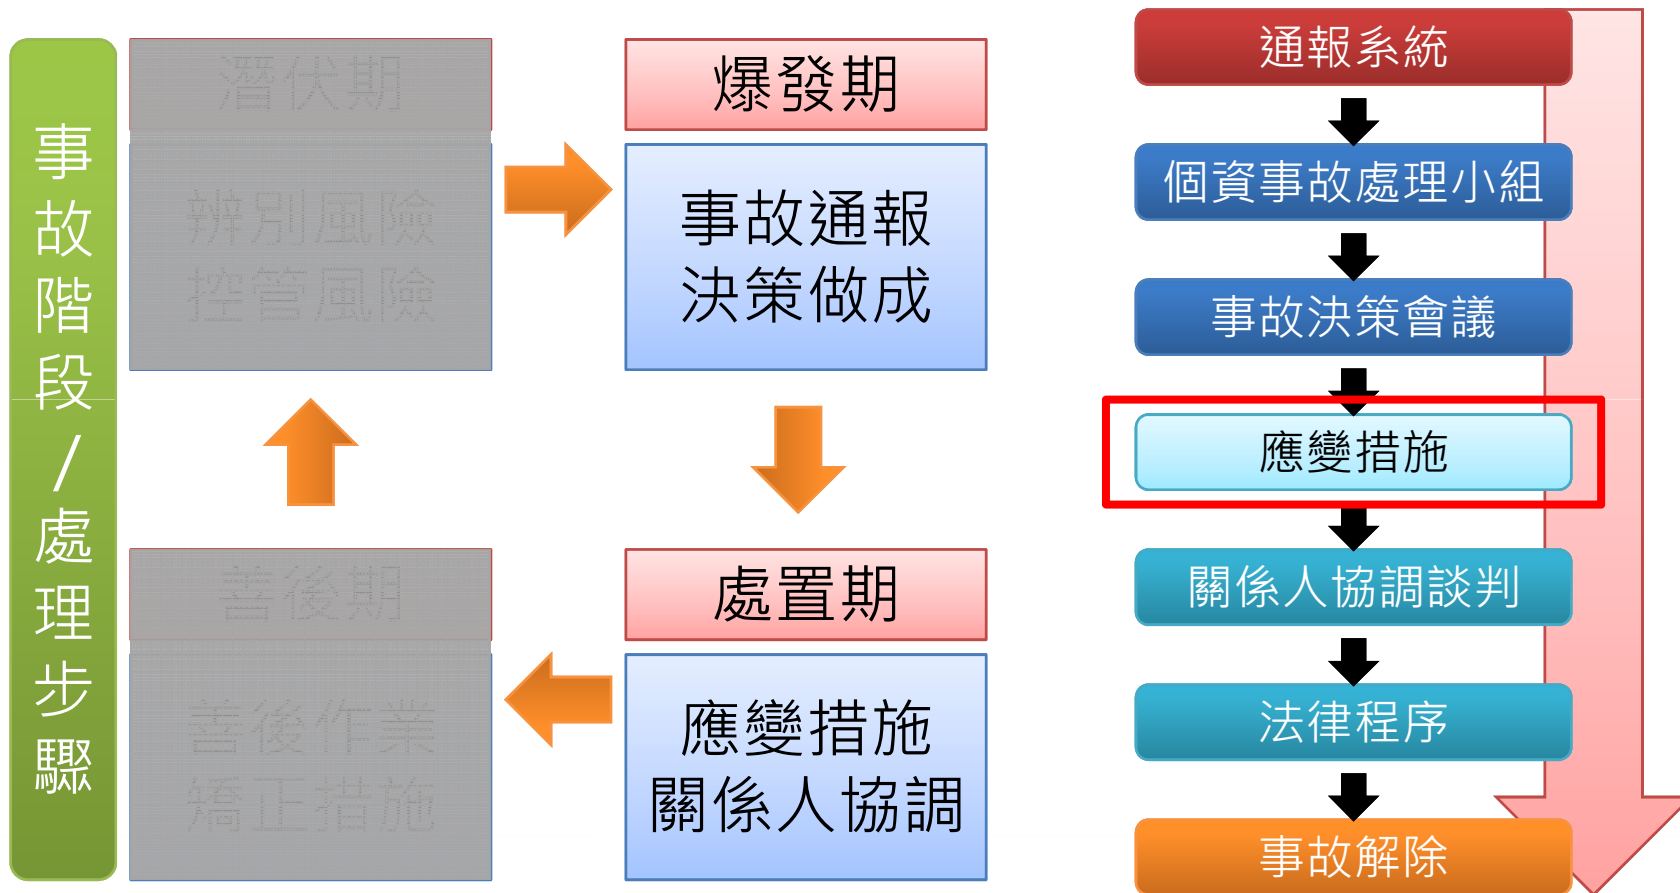 事故階段/處理步驟
潛伏期
辨別風險
控管風險
爆發期
事故通報
決策做成
善後期
善後作業
矯正措施
處置期
應變措施
關係人協調
通報系統
個資事故處理小組
事故決策會議
應變措施
關係人協調談判
法律程序
事故解除